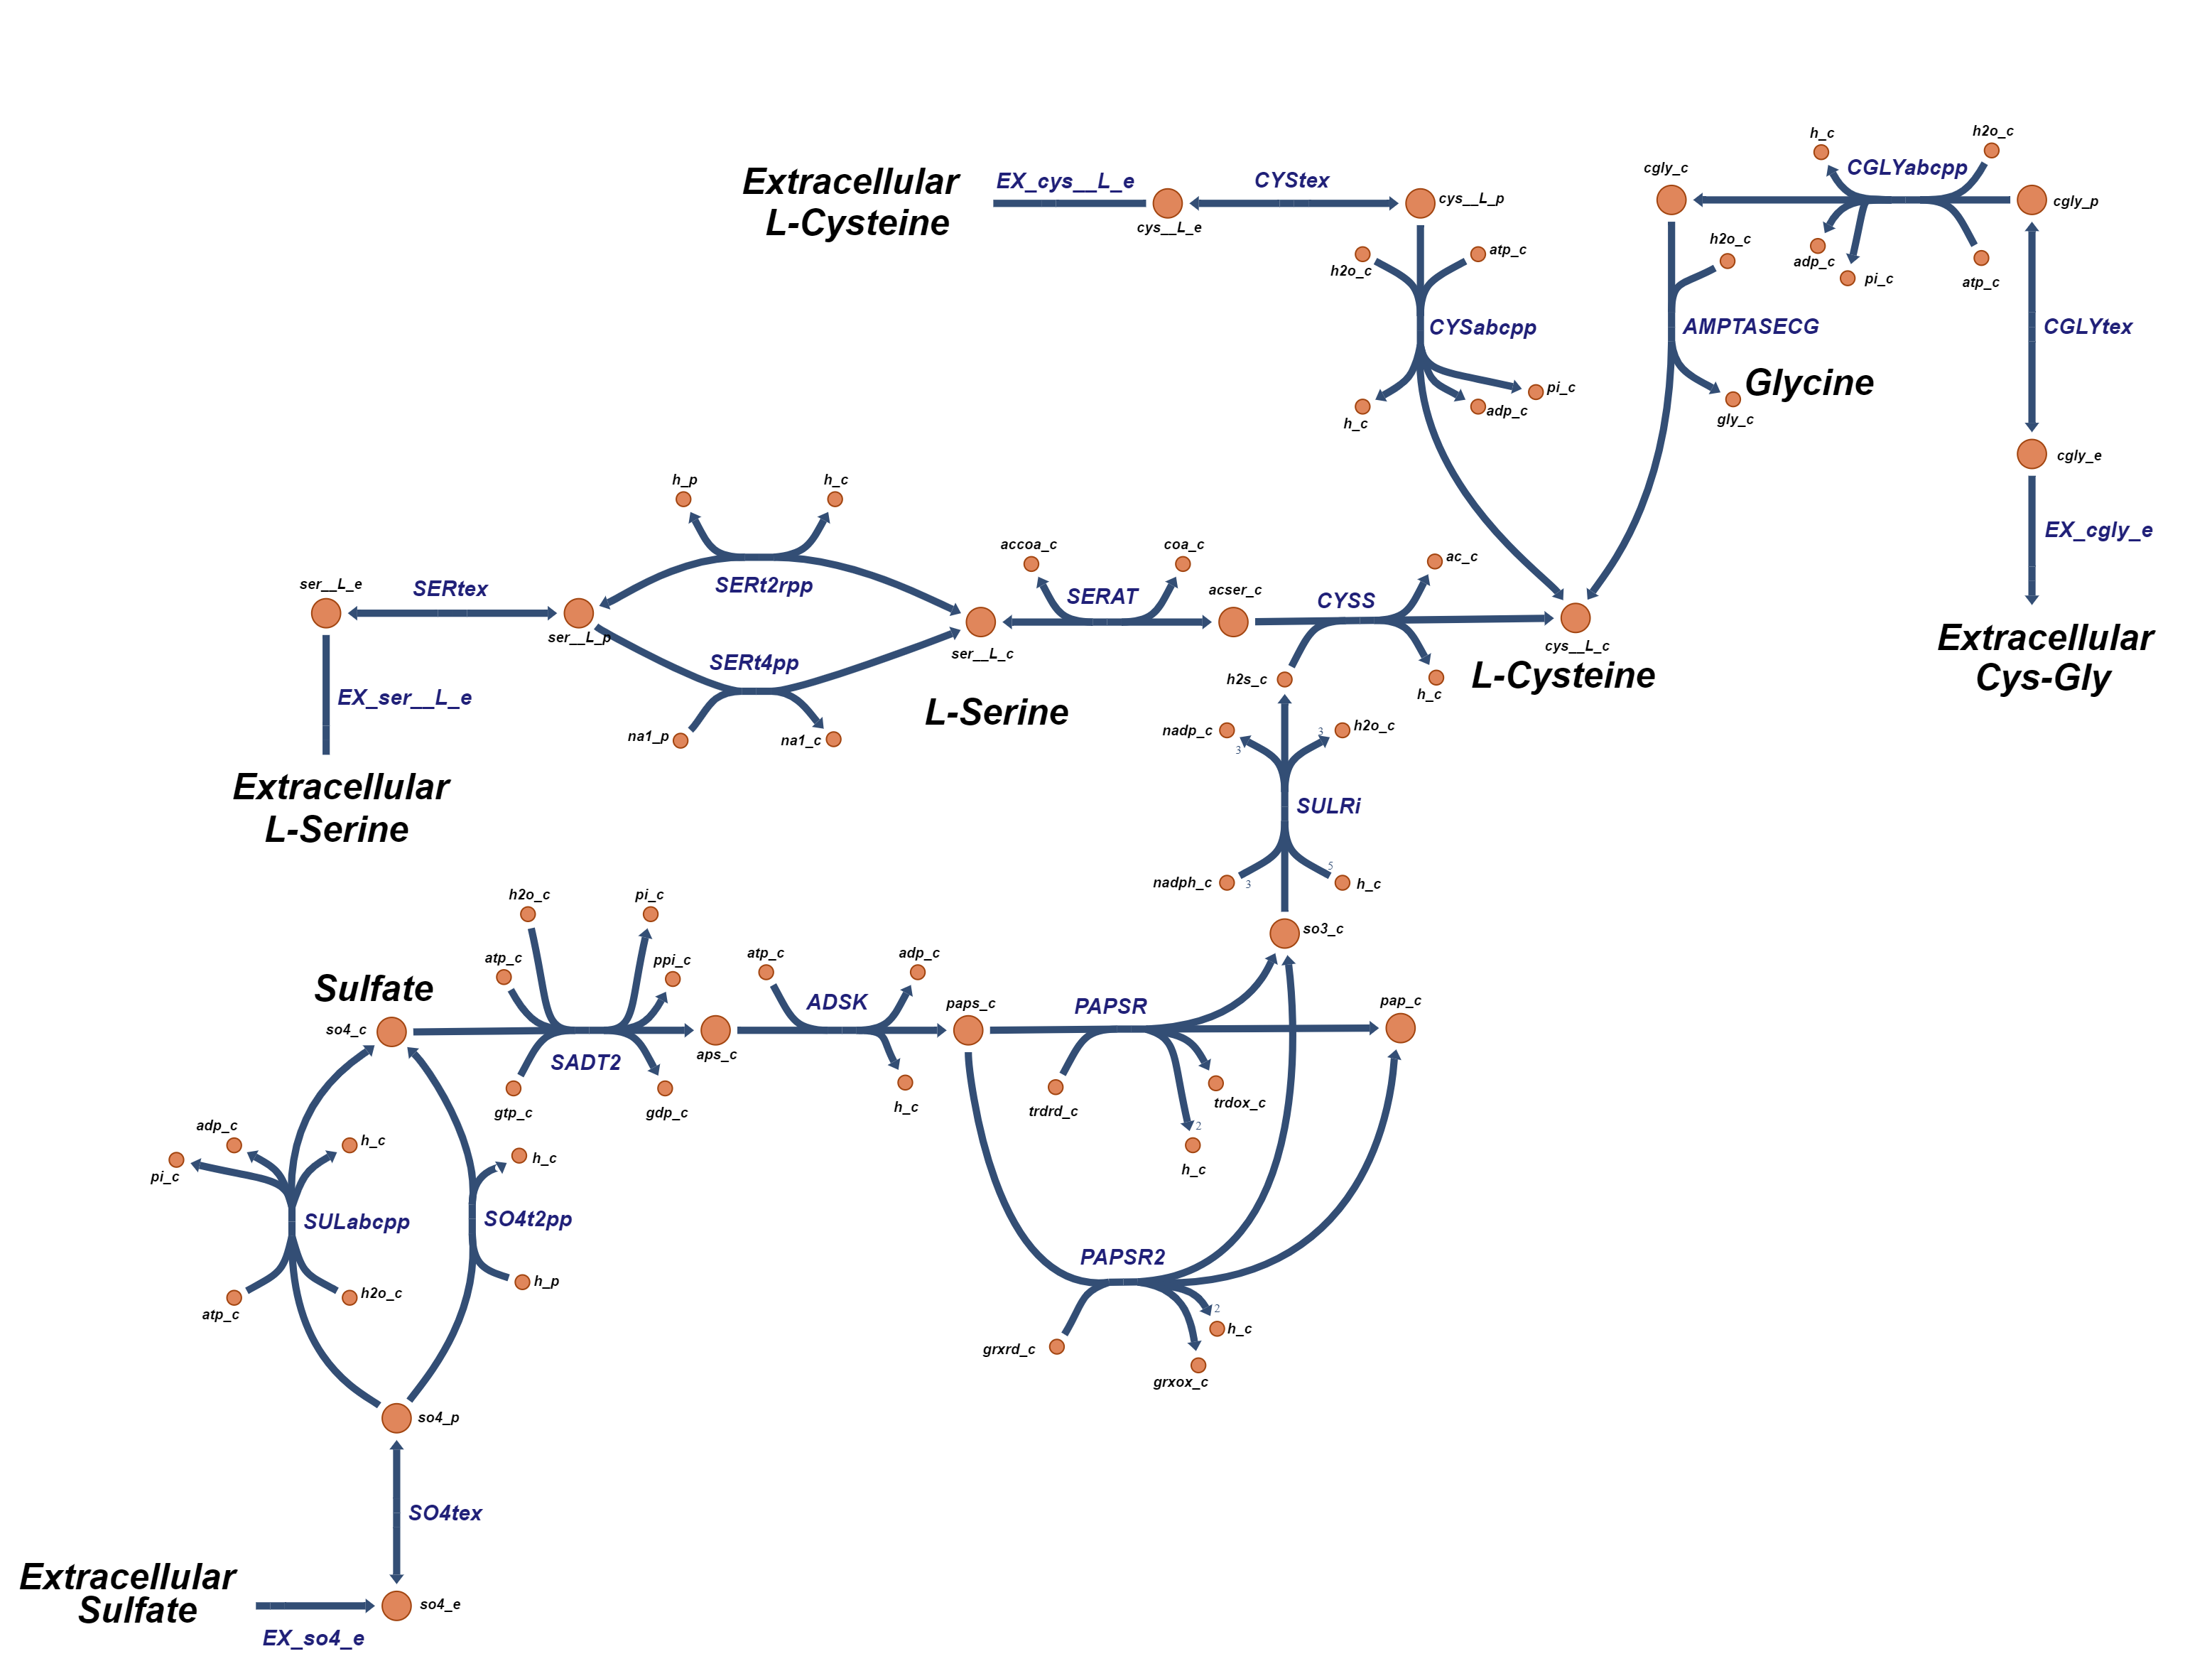 h_c
h2o_c
CGLYabcpp
cgly_c
cgly_p
Extracellular
L-Cysteine
EX_cys__L_e
CYStex
cys__L_e
cys__L_p
h2o_c
atp_c
h2o_c
adp_c
pi_c
atp_c
CYSabcpp
AMPTASECG
CGLYtex
Glycine
h_c
adp_c
pi_c
gly_c
cgly_e
EX_cgly_e
Extracellular
Cys-Gly
h_p
h_c
SERt2rpp
ser__L_e
SERtex
ser__L_p
SERt4pp
na1_p
na1_c
EX_ser__L_e
Extracellular
L-Serine
accoa_c
coa_c
SERAT
acser_c
ser__L_c
L-Serine
CYSS
ac_c
cys__L_c
L-Cysteine
h2s_c
h_c
nadp_c
3
3
h2o_c
SULRi
nadph_c
3
5
h_c
so3_c
h2o_c
pi_c
atp_c
ppi_c
Sulfate
so4_c
SADT2
aps_c
gtp_c
gdp_c
atp_c
adp_c
ADSK
h_c
paps_c
PAPSR
pap_c
trdrd_c
trdox_c
2
h_c
adp_c
h_c
pi_c
h_c
SULabcpp
SO4t2pp
atp_c
h2o_c
h_p
PAPSR2
2
h_c
grxrd_c
grxox_c
so4_p
SO4tex
Extracellular
Sulfate
so4_e
EX_so4_e